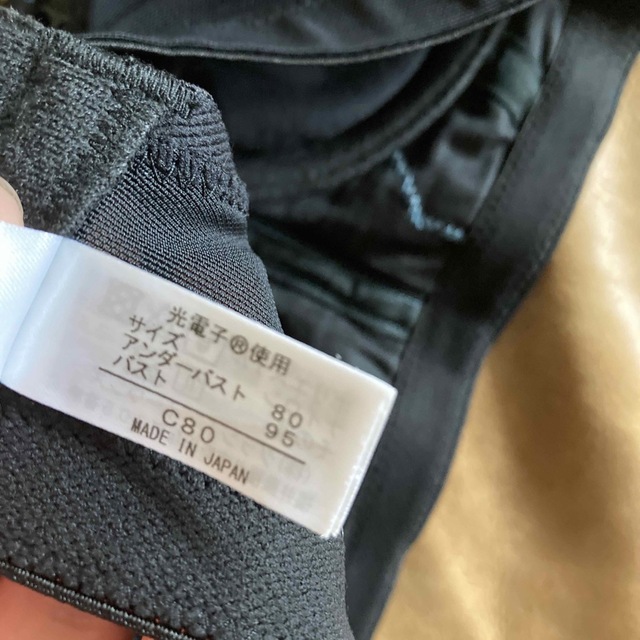 光電子®使用
サイズ
アンダーバスト 80
バスト 95
C80
MADE IN JAPAN